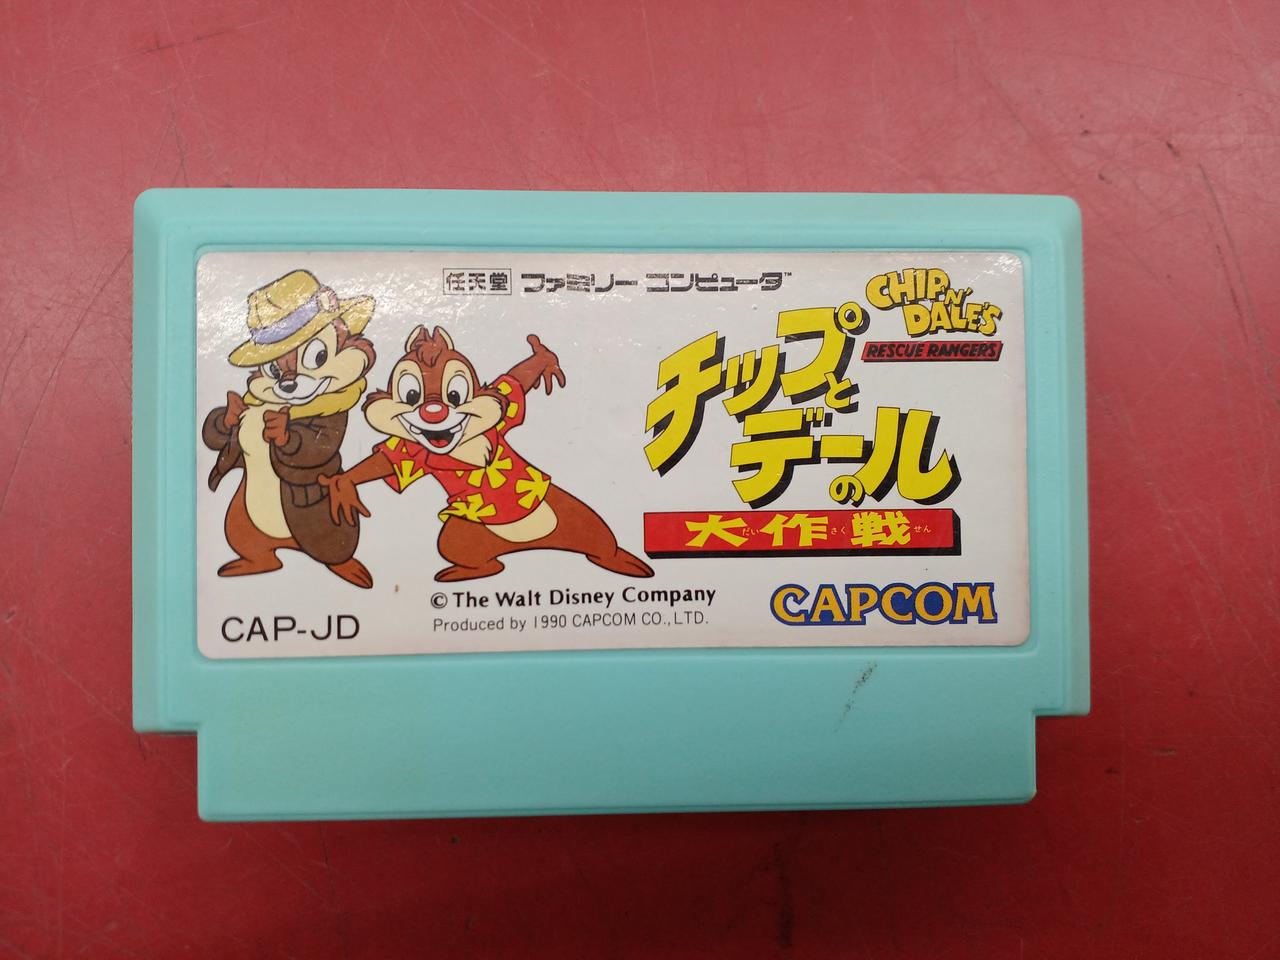 任天堂 ファミリーコンピュータ™
CHIP 'N' DALE'S
RESCUE RANGERS
チップと
デールの
大作戦
だい さく せん
© The Walt Disney Company
Produced by 1990 CAPCOM CO., LTD.
CAP-JD
CAPCOM